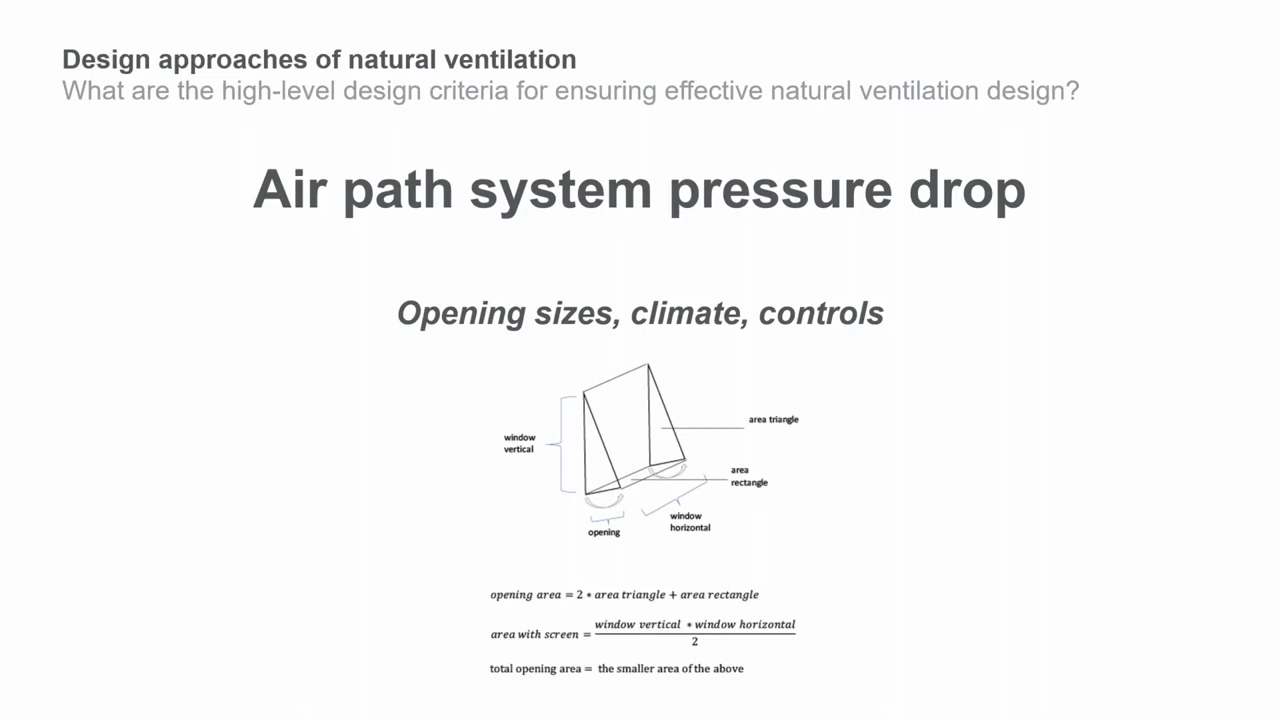 Design approaches of natural ventilation
What are the high-level design criteria for ensuring effective natural ventilation design?
Air path system pressure drop
Opening sizes, climate, controls
window
vertical
area triangle
area
rectangle
window
horizontal
opening
opening area = 2 * area triangle + area rectangle
area with screen = window vertical * window horizontal / 2
total opening area = the smaller area of the above